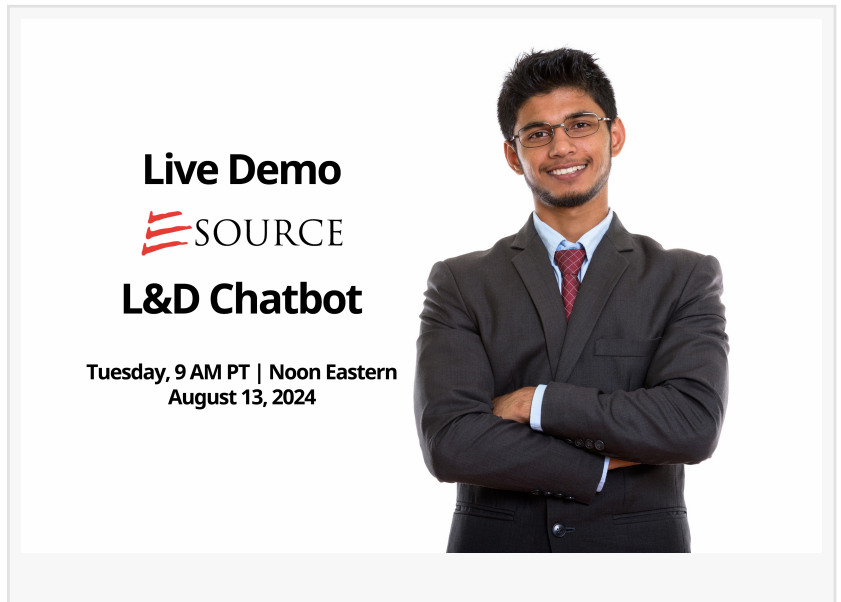 Live Demo
E SOURCE
L&D Chatbot
Tuesday, 9 AM PT | Noon Eastern
August 13, 2024